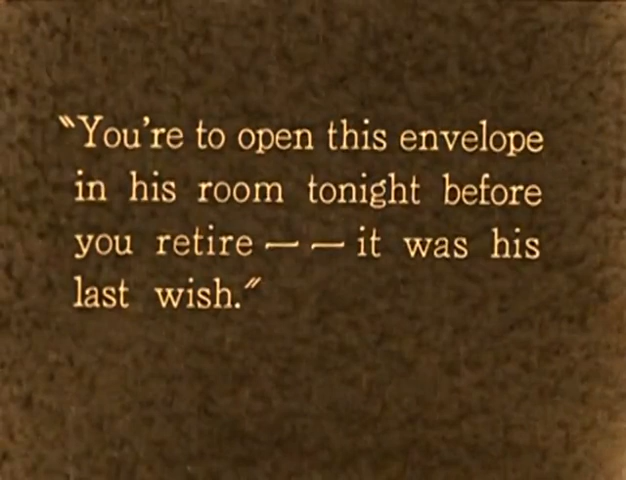 "You're to open this envelope
in his room tonight before
you retire — — it was his
last wish."